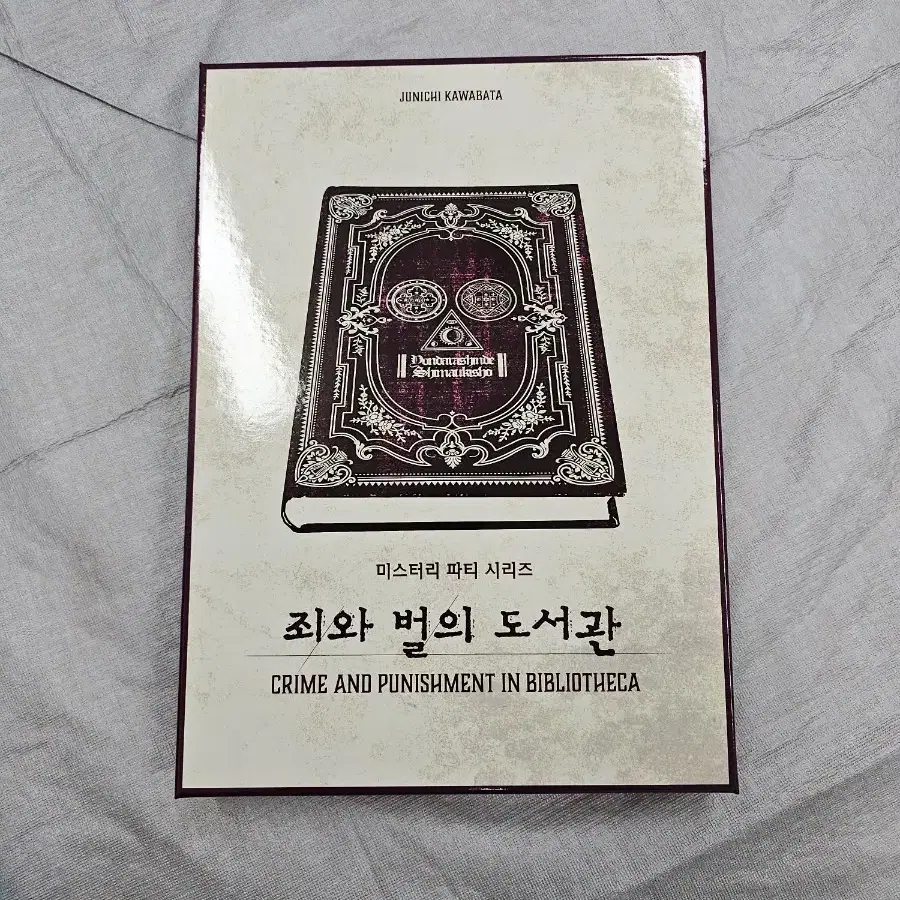 JUNICHI KAWABATA
Yondarashinde
Shimaukisho
미스터리 파티 시리즈
죄와 벌의 도서관
CRIME AND PUNISHMENT IN BIBLIOTHECA